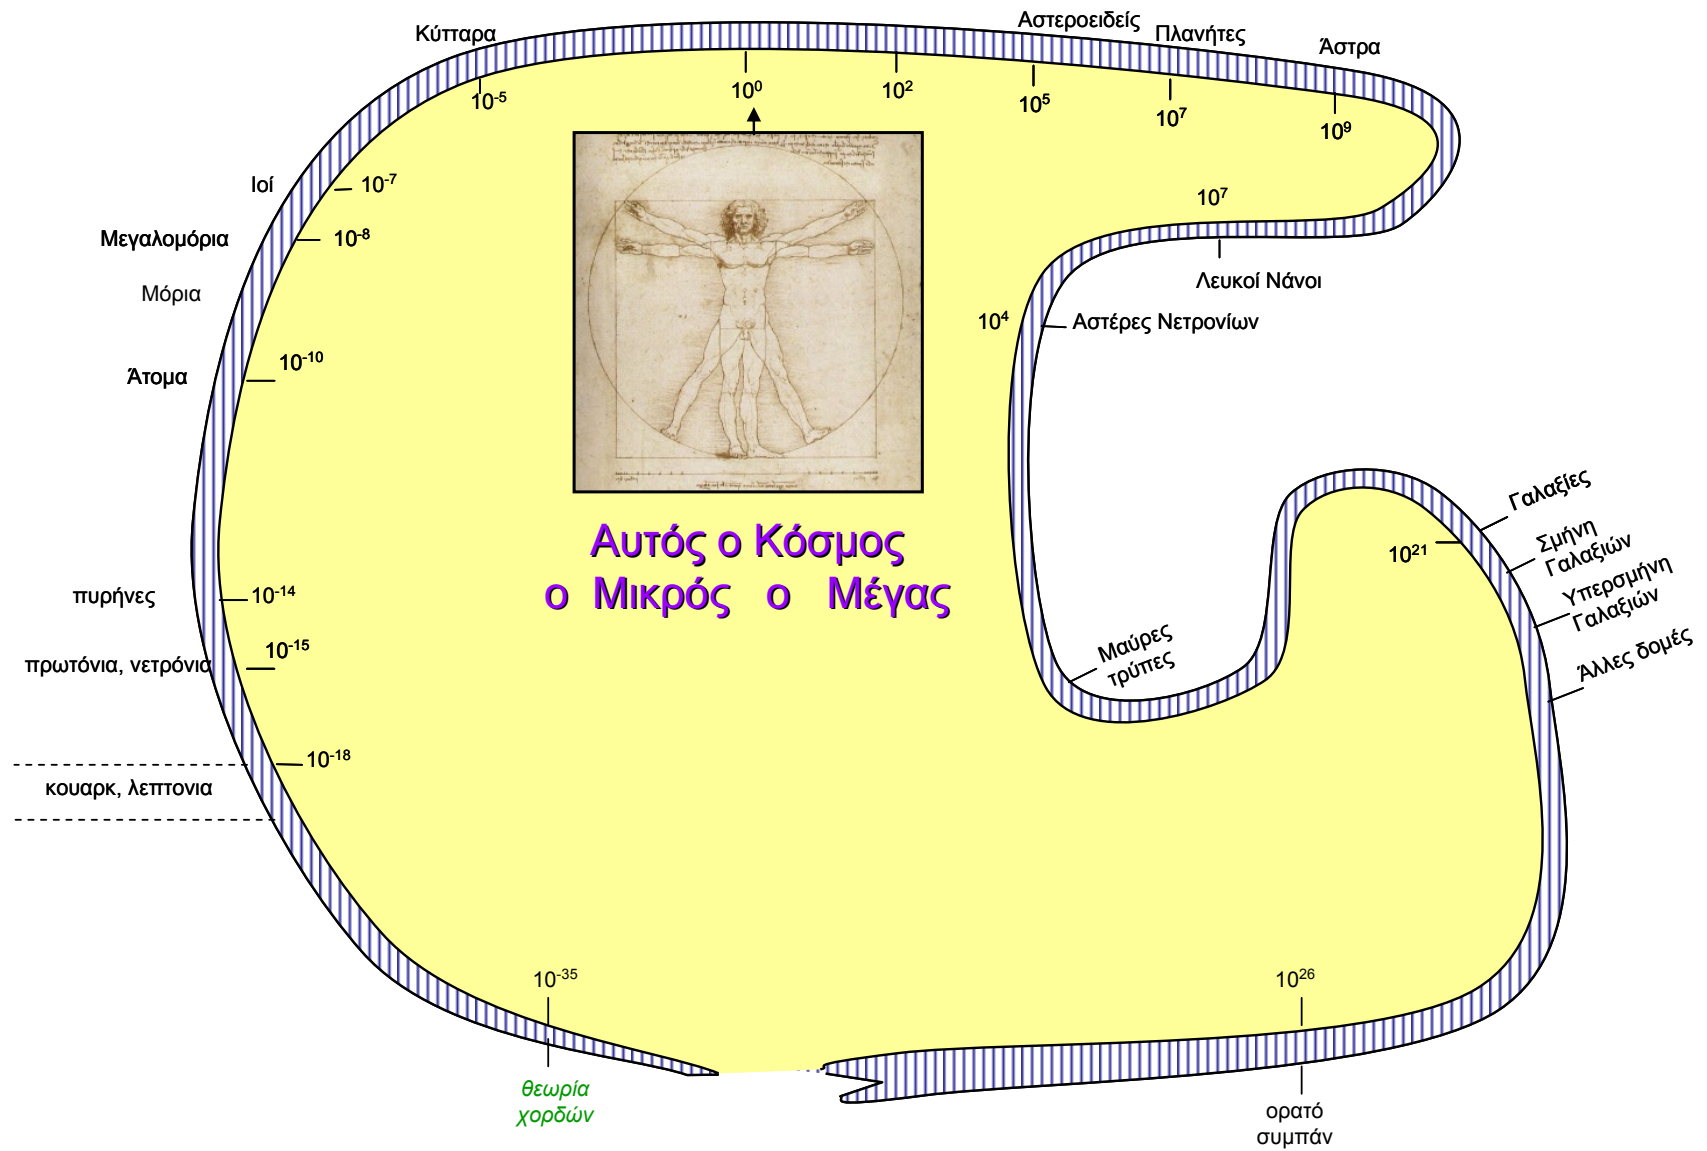 Κύτταρα
Αστεροειδείς
Πλανήτες
Άστρα
10⁻⁵
10⁰
10²
10⁵
10⁷
10⁹
Ιοί
10⁻⁷
Μεγαλομόρια
10⁻⁸
Μόρια
Άτομα
10⁻¹⁰
10⁷
Λευκοί Νάνοι
10⁴
Αστέρες Νετρονίων
Αυτός ο Κόσμος
ο Μικρός ο Μέγας
πυρήνες
10⁻¹⁴
πρωτόνια, νετρόνια
10⁻¹⁵
10⁻¹⁸
κουαρκ, λεπτονια
Μαύρες
τρύπες
Γαλαξίες
10²¹
Σμήνη
Γαλαξιών
Υπερσμήνη
Γαλαξιών
Άλλες δομές
10⁻³⁵
θεωρία
χορδών
10²⁶
ορατό
συμπάν